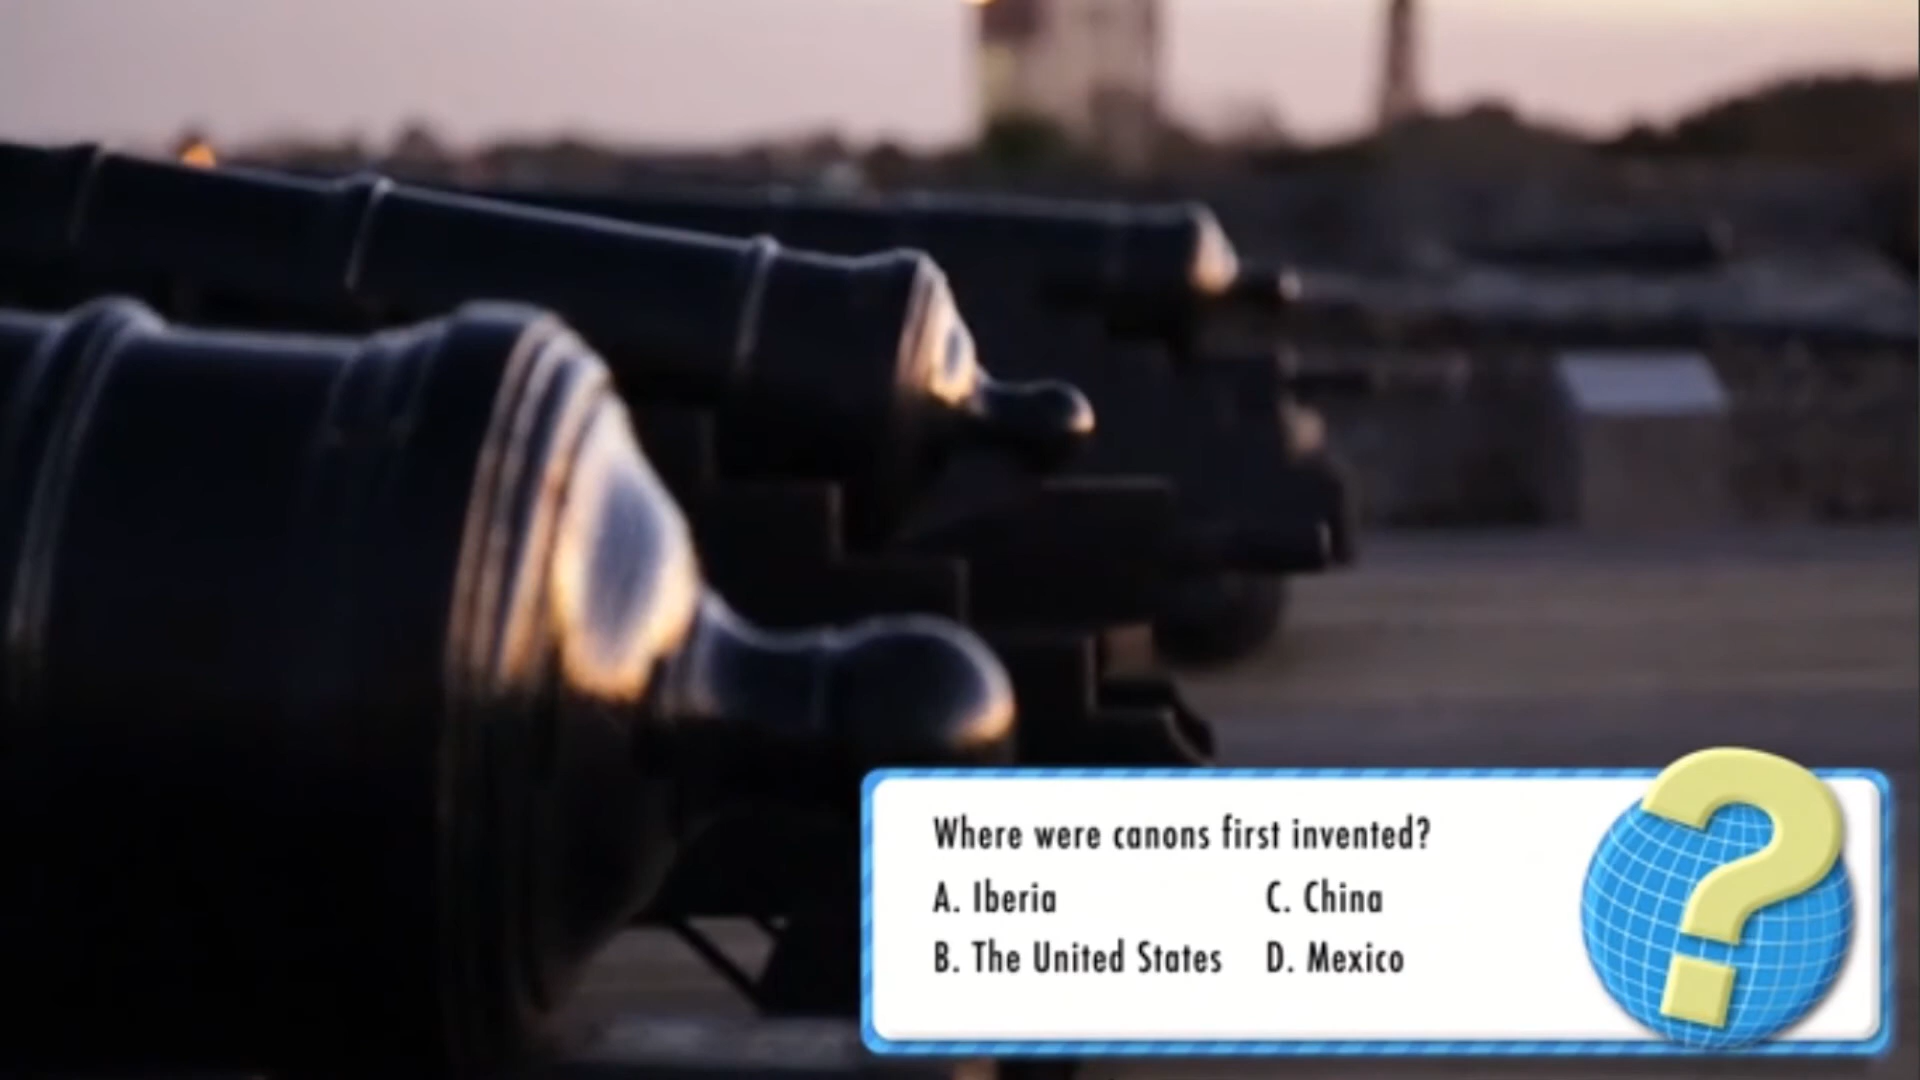 Where were canons first invented?
A. Iberia
C. China
B. The United States
D. Mexico